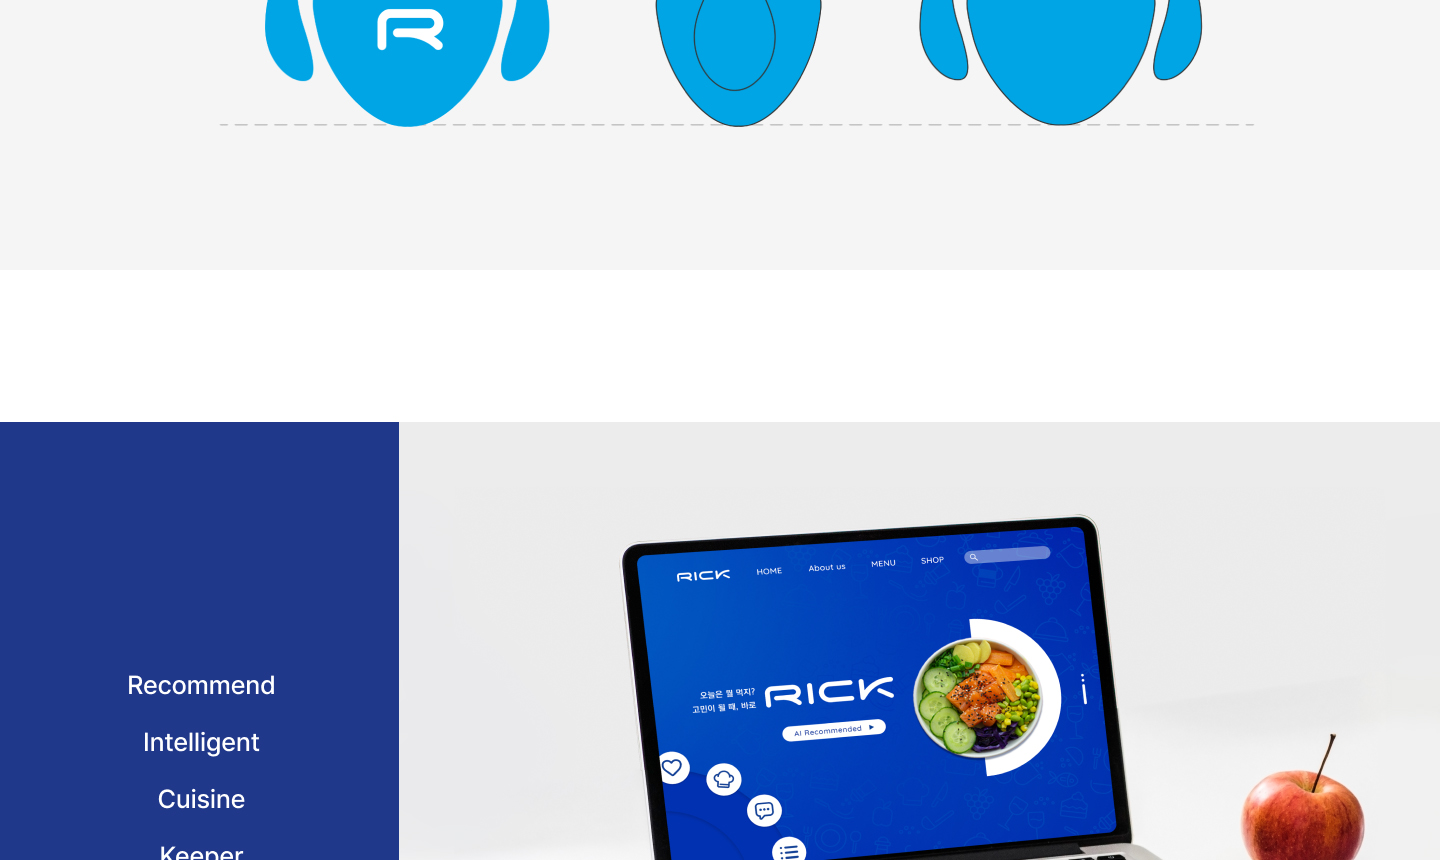 R
Recommend
Intelligent
Cuisine
Keeper
RICK
HOME
About us
MENU
SHOP
오늘은 뭘 먹지?
고민이 될 때, 바로
RICK
AI Recommended